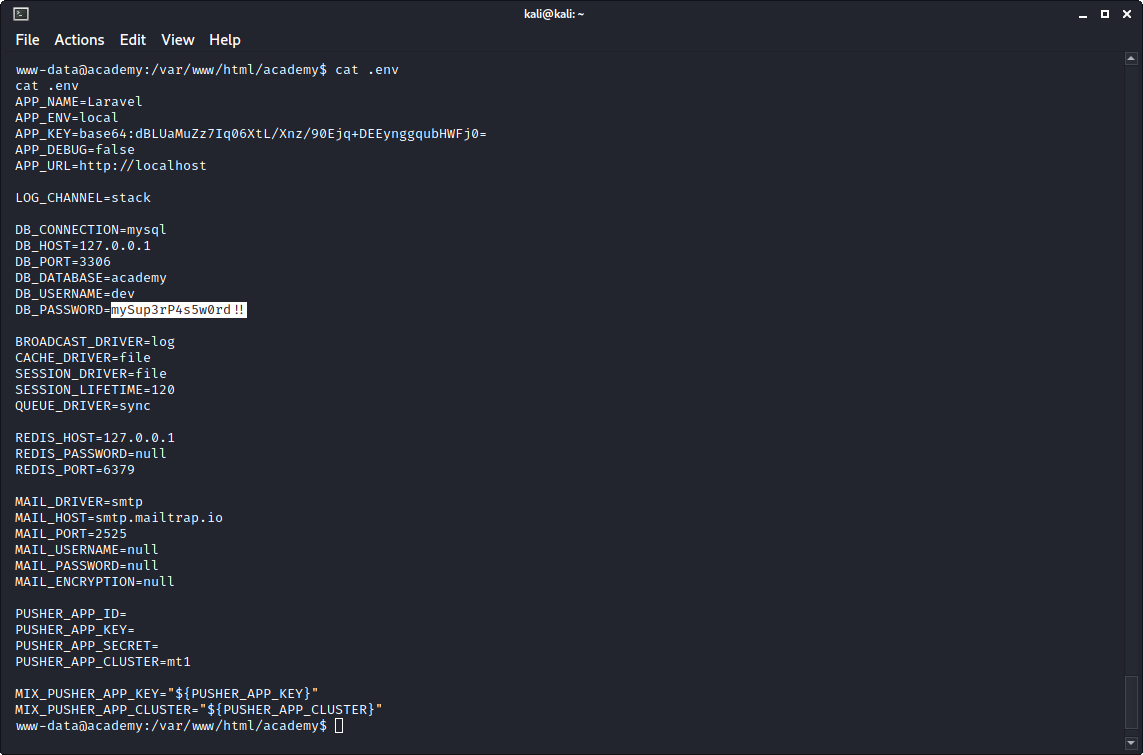 kali@kali: ~
File Actions Edit View Help
www-data@academy:/var/www/html/academy$ cat .env
cat .env
APP_NAME=Laravel
APP_ENV=local
APP_KEY=base64:dBLUaMuZz7Iq06XtL/Xnz/90Ejq+DEEynggqubHWFj0=
APP_DEBUG=false
APP_URL=http://localhost
LOG_CHANNEL=stack
DB_CONNECTION=mysql
DB_HOST=127.0.0.1
DB_PORT=3306
DB_DATABASE=academy
DB_USERNAME=dev
DB_PASSWORD=mySup3rP4s5w0rd!!
BROADCAST_DRIVER=log
CACHE_DRIVER=file
SESSION_DRIVER=file
SESSION_LIFETIME=120
QUEUE_DRIVER=sync
REDIS_HOST=127.0.0.1
REDIS_PASSWORD=null
REDIS_PORT=6379
MAIL_DRIVER=smtp
MAIL_HOST=smtp.mailtrap.io
MAIL_PORT=2525
MAIL_USERNAME=null
MAIL_PASSWORD=null
MAIL_ENCRYPTION=null
PUSHER_APP_ID=
PUSHER_APP_KEY=
PUSHER_APP_SECRET=
PUSHER_APP_CLUSTER=mt1
MIX_PUSHER_APP_KEY="${PUSHER_APP_KEY}"
MIX_PUSHER_APP_CLUSTER="${PUSHER_APP_CLUSTER}"
www-data@academy:/var/www/html/academy$